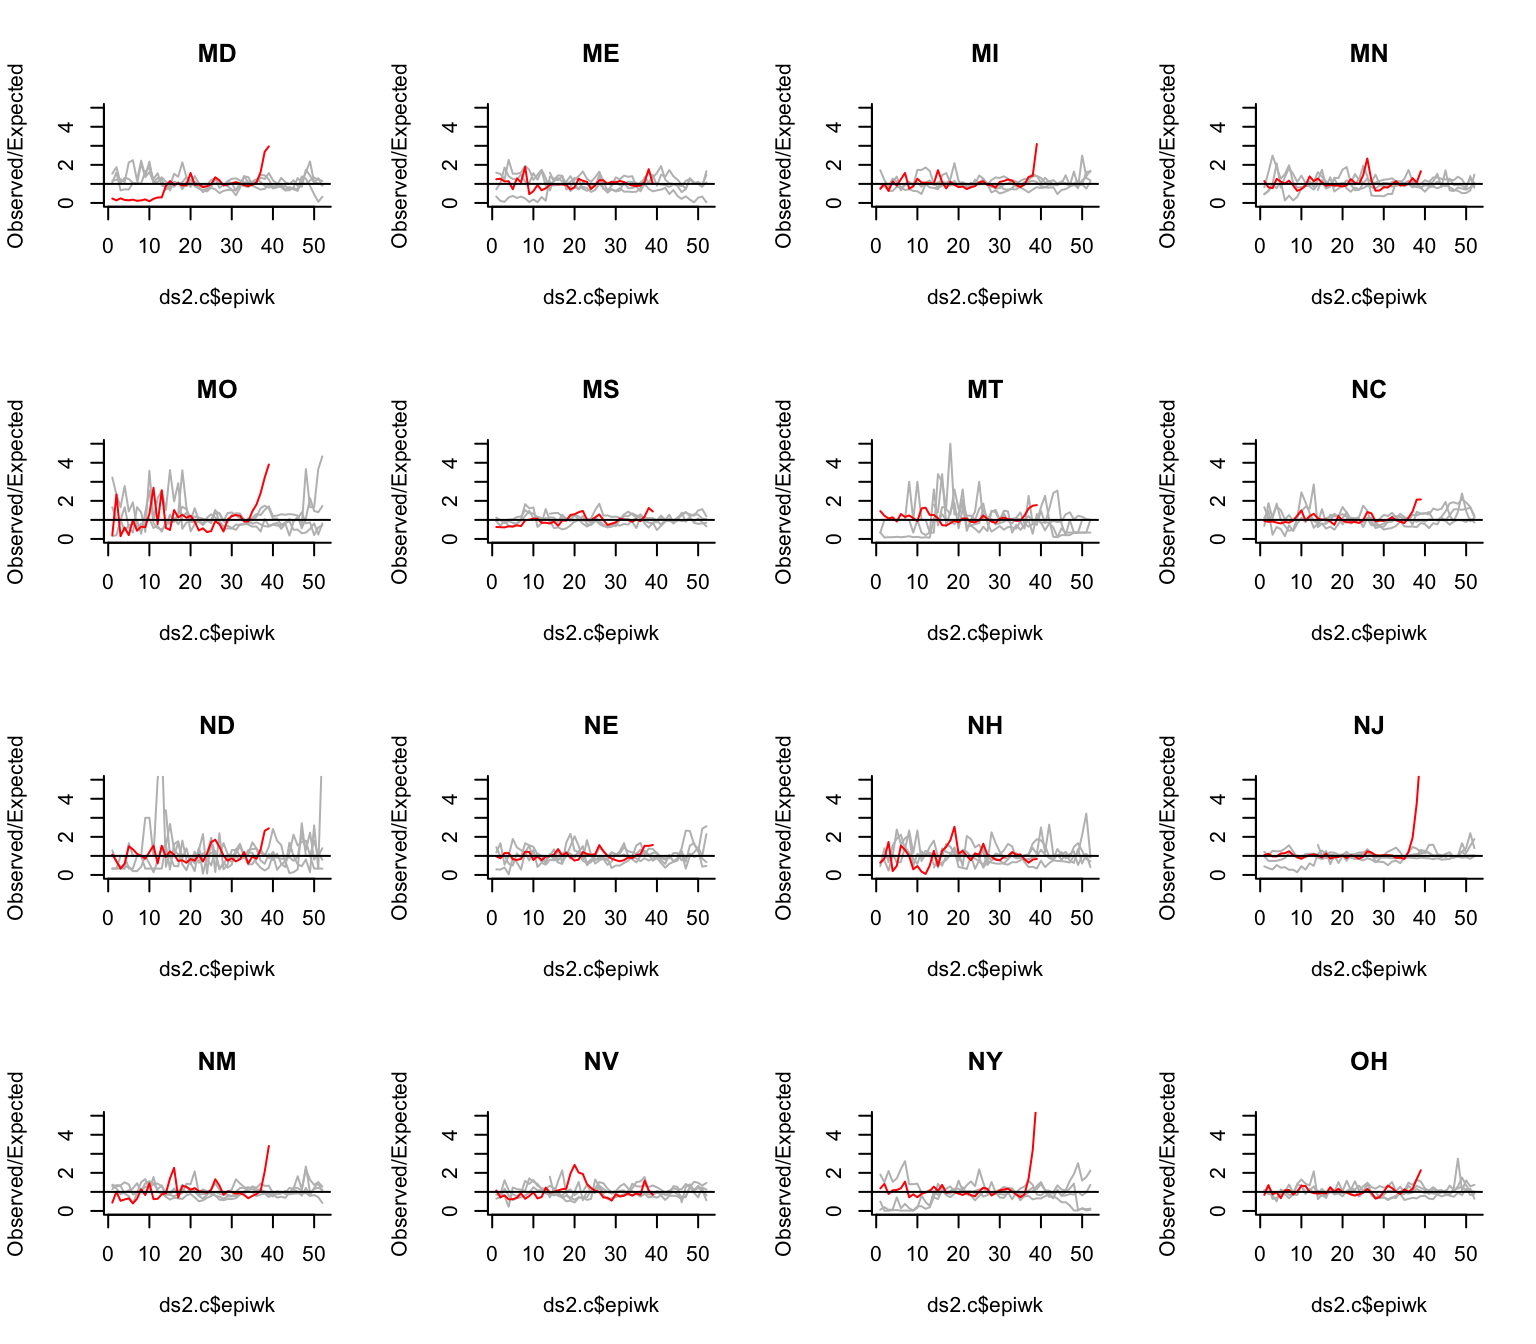 MD ME MI MN
Observed/Expected Observed/Expected Observed/Expected Observed/Expected
4 4 4 4
2 2 2 2
0 0 0 0
0 10 20 30 40 50 0 10 20 30 40 50 0 10 20 30 40 50 0 10 20 30 40 50
ds2.c$epiwk ds2.c$epiwk ds2.c$epiwk ds2.c$epiwk
MO MS MT NC
Observed/Expected Observed/Expected Observed/Expected Observed/Expected
4 4 4 4
2 2 2 2
0 0 0 0
0 10 20 30 40 50 0 10 20 30 40 50 0 10 20 30 40 50 0 10 20 30 40 50
ds2.c$epiwk ds2.c$epiwk ds2.c$epiwk ds2.c$epiwk
ND NE NH NJ
Observed/Expected Observed/Expected Observed/Expected Observed/Expected
4 4 4 4
2 2 2 2
0 0 0 0
0 10 20 30 40 50 0 10 20 30 40 50 0 10 20 30 40 50 0 10 20 30 40 50
ds2.c$epiwk ds2.c$epiwk ds2.c$epiwk ds2.c$epiwk
NM NV NY OH
Observed/Expected Observed/Expected Observed/Expected Observed/Expected
4 4 4 4
2 2 2 2
0 0 0 0
0 10 20 30 40 50 0 10 20 30 40 50 0 10 20 30 40 50 0 10 20 30 40 50
ds2.c$epiwk ds2.c$epiwk ds2.c$epiwk ds2.c$epiwk